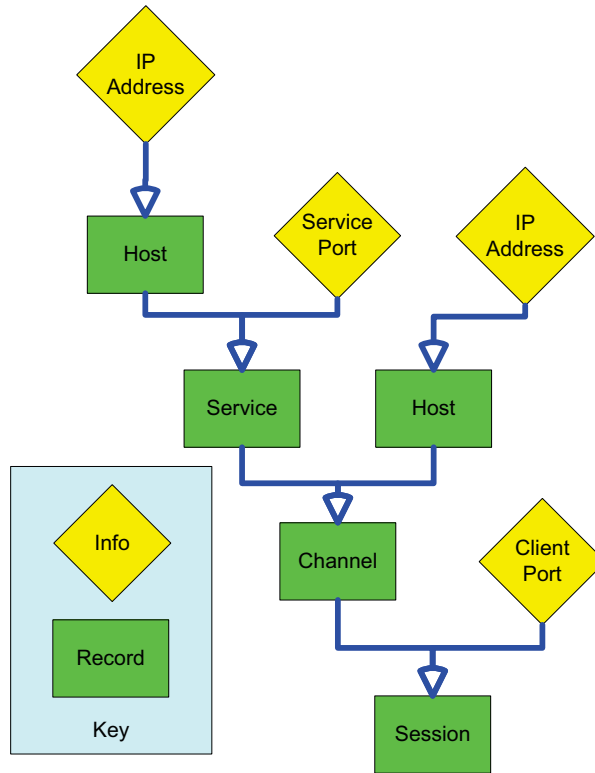 IP
Address
Host
Service
Port
IP
Address
Service
Host
Info
Channel
Client
Port
Record
Key
Session